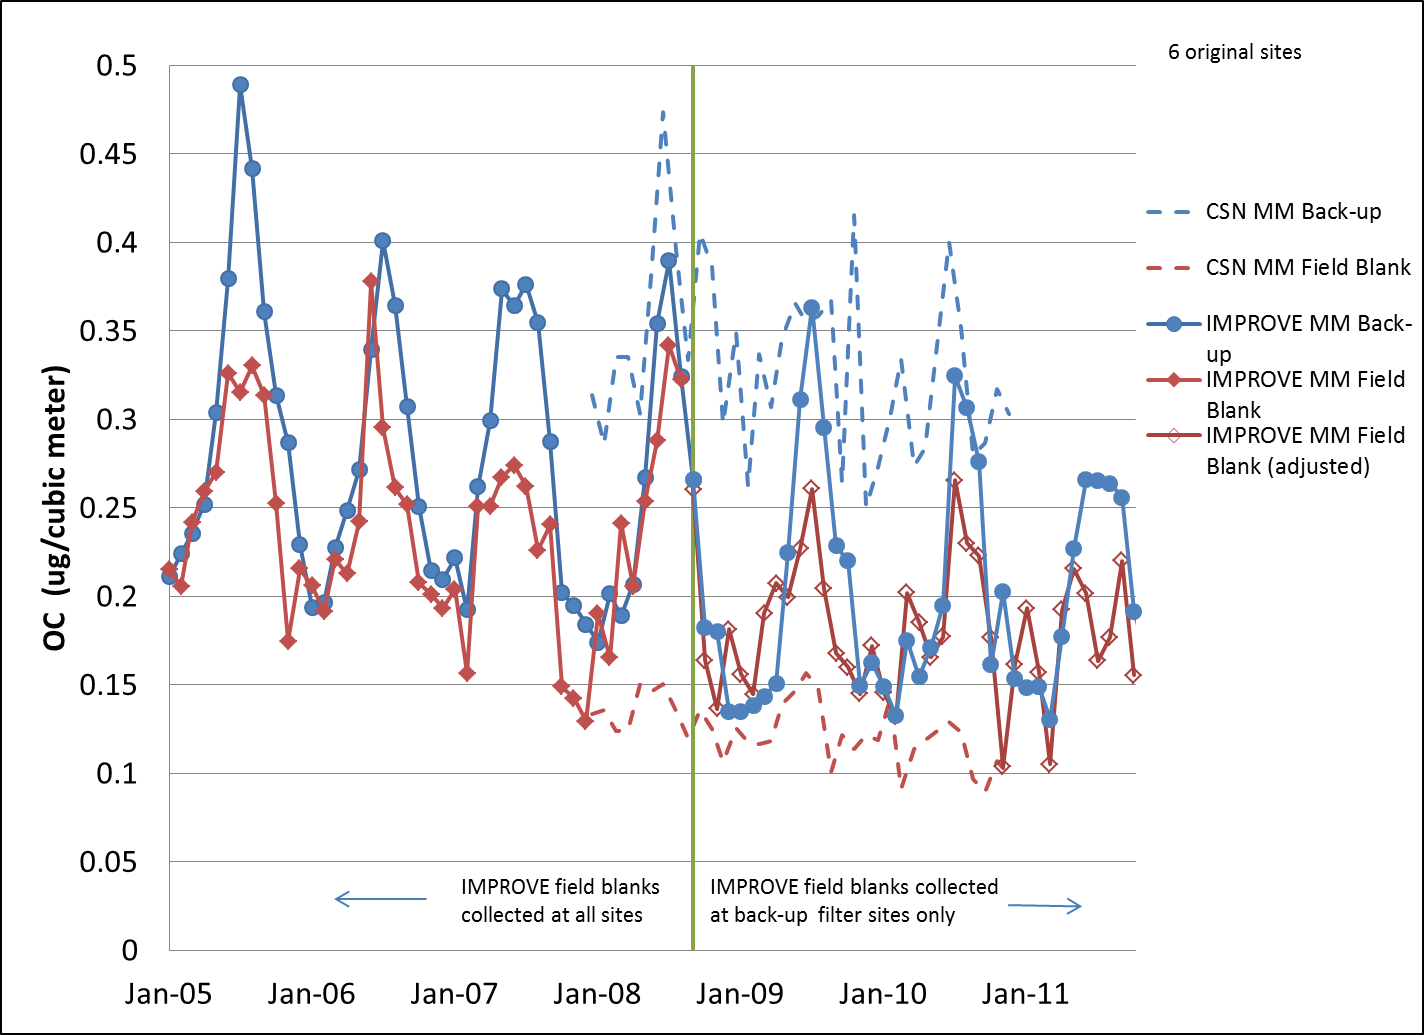 6 original sites
0.5
0.45
0.4
0.35
0.3
0.25
0.2
0.15
0.1
0.05
0
OC (ug/cubic meter)
CSN MM Back-up
CSN MM Field Blank
IMPROVE MM Back-
up
IMPROVE MM Field
Blank
IMPROVE MM Field
Blank (adjusted)
IMPROVE field blanks
collected at all sites
IMPROVE field blanks collected
at back-up filter sites only
Jan-05
Jan-06
Jan-07
Jan-08
Jan-09
Jan-10
Jan-11